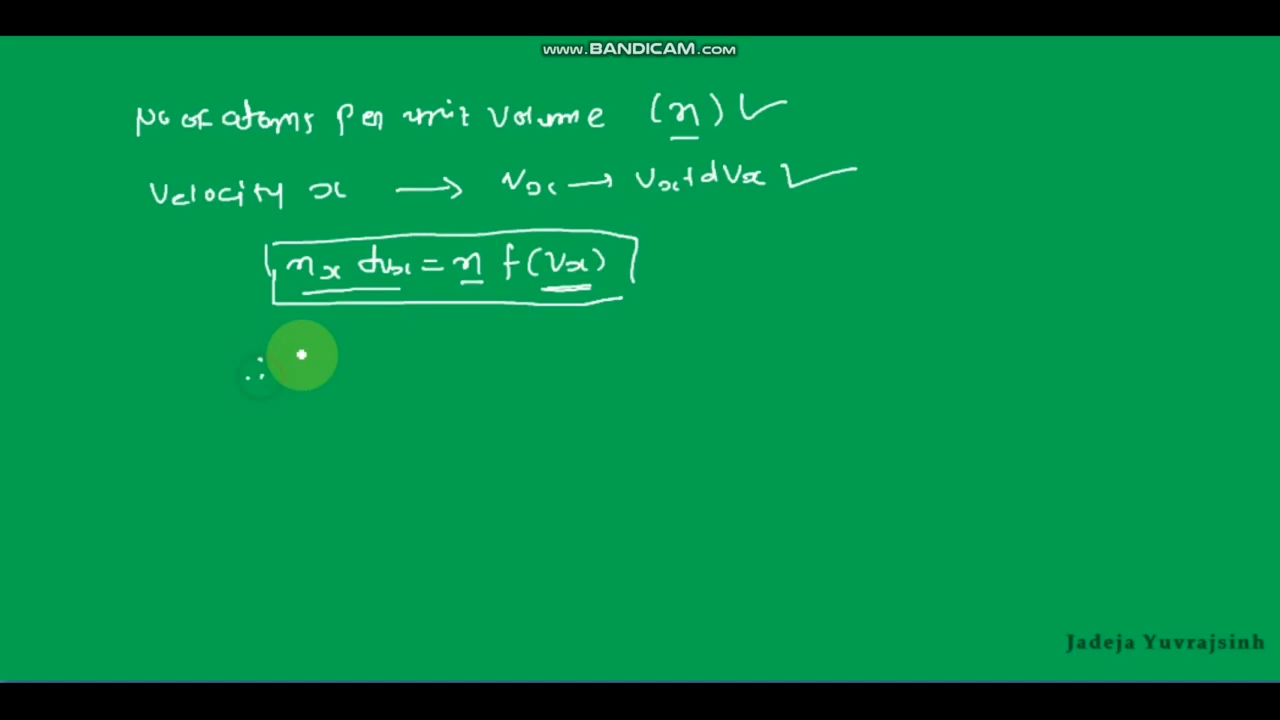 www.BANDICAM.com
No of atoms per unit volume (n) ✓
Velocity x → Vx → Vx+dVx ✓
nx dvx = n f(vx)
∴
Jadeja Yuvrajsinh